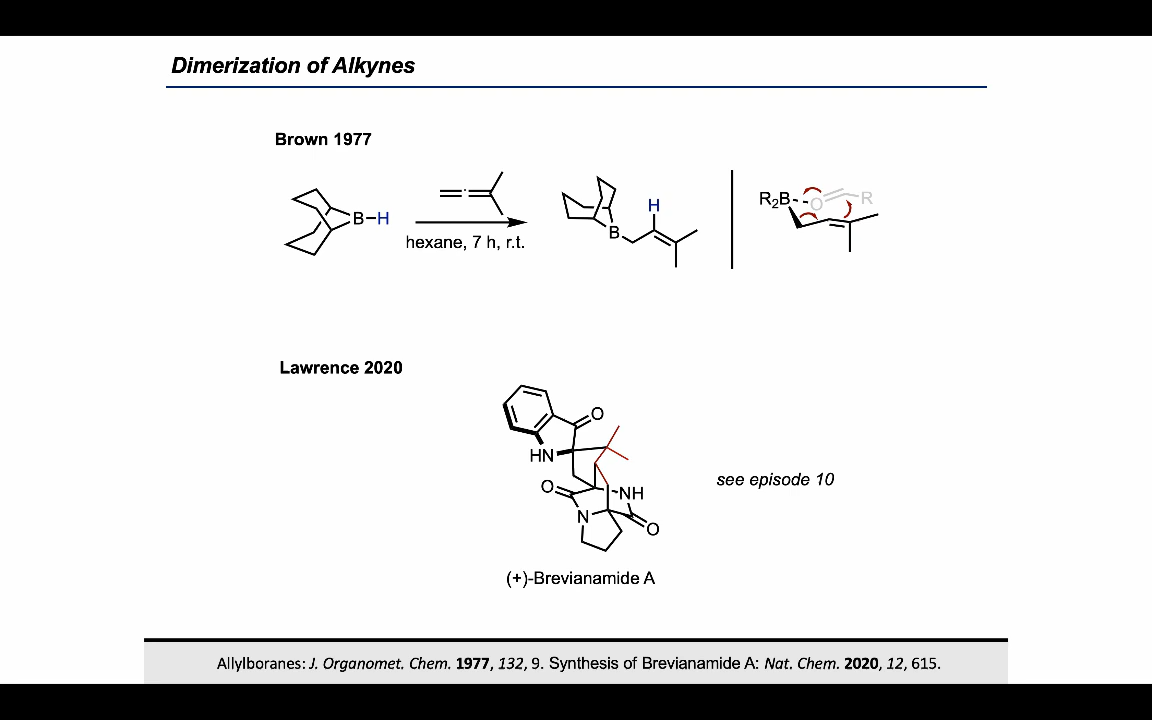 Dimerization of Alkynes
Brown 1977
B–H
hexane, 7 h, r.t.
H
B
R₂B
O
R
Lawrence 2020
O
HN
O
NH
N
O
see episode 10
(+)-Brevianamide A
Allylboranes: J. Organomet. Chem. 1977, 132, 9. Synthesis of Brevianamide A: Nat. Chem. 2020, 12, 615.